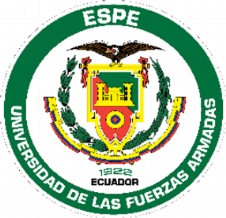 ESPE
UNIVERSIDAD DE LAS FUERZAS ARMADAS
1922
ECUADOR